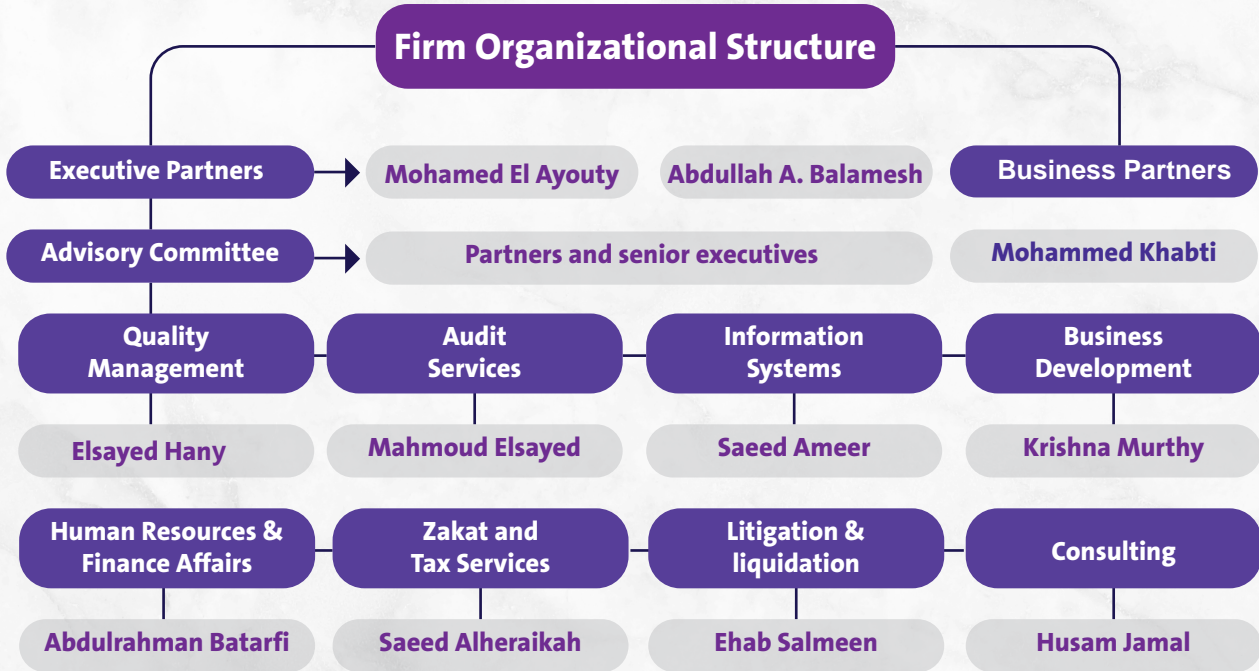 Firm Organizational Structure
Executive Partners
Mohamed El Ayouty
Abdullah A. Balamesh
Business Partners
Advisory Committee
Partners and senior executives
Mohammed Khabti
Quality
Management
Audit
Services
Information
Systems
Business
Development
Elsayed Hany
Mahmoud Elsayed
Saeed Ameer
Krishna Murthy
Human Resources &
Finance Affairs
Zakat and
Tax Services
Litigation &
liquidation
Consulting
Abdulrahman Batarfi
Saeed Alheraikah
Ehab Salmeen
Husam Jamal